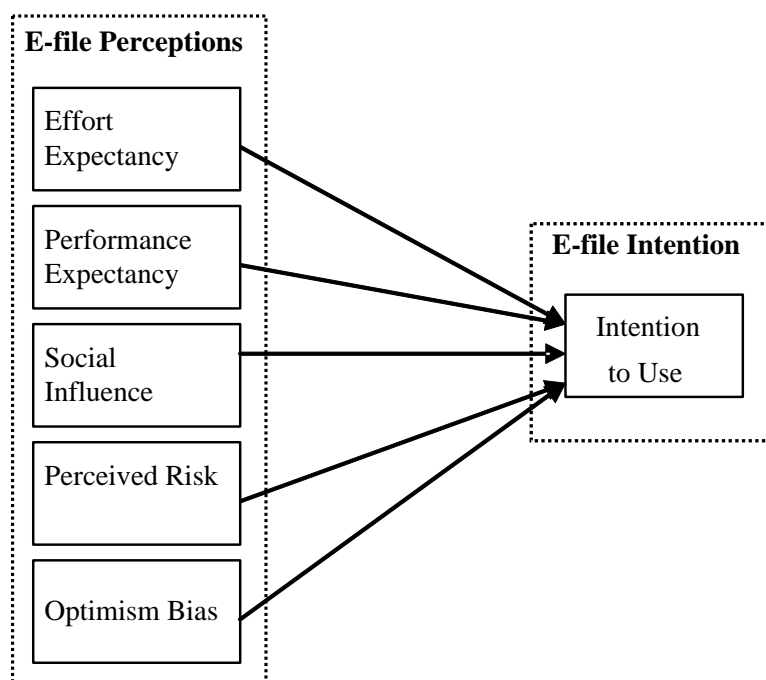 E-file Perceptions
Effort
Expectancy
Performance
Expectancy
Social
Influence
Perceived Risk
Optimism Bias
E-file Intention
Intention
to Use